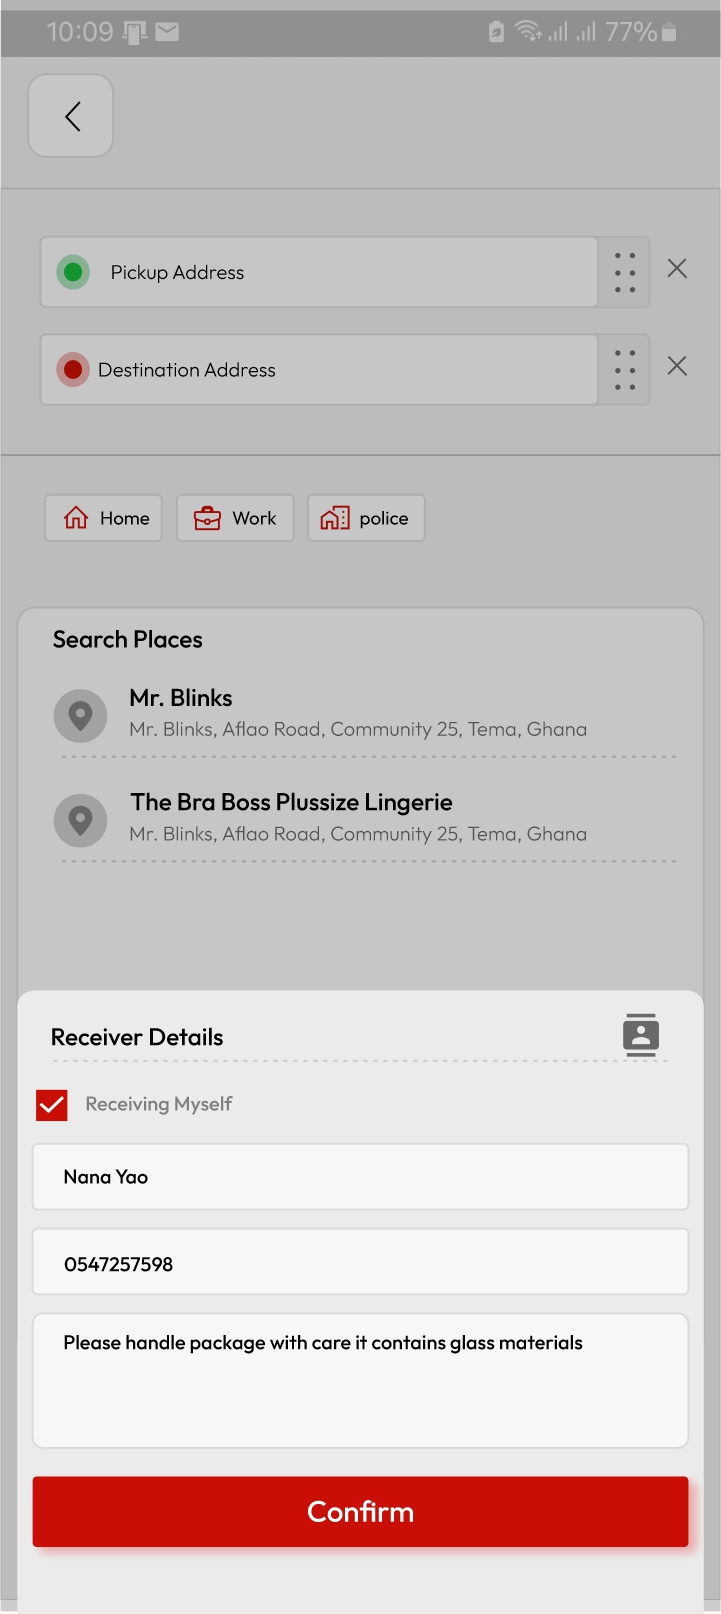 10:09
77%
Pickup Address
Destination Address
Home
Work
police
Search Places
Mr. Blinks
Mr. Blinks, Aflao Road, Community 25, Tema, Ghana
The Bra Boss Plussize Lingerie
Mr. Blinks, Aflao Road, Community 25, Tema, Ghana
Receiver Details
Receiving Myself
Nana Yao
0547257598
Please handle package with care it contains glass materials
Confirm